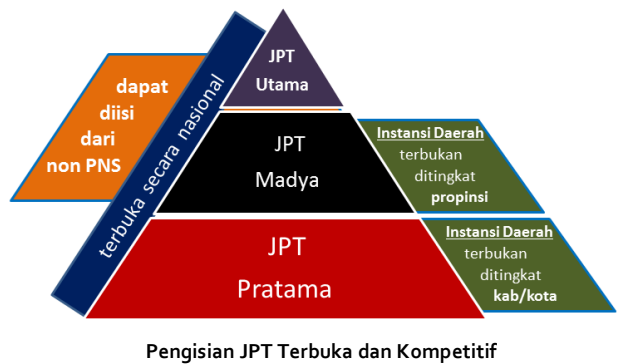 JPT
Utama
dapat
diisi
dari
non PNS
terbuka secara nasional
JPT
Madya
Instansi Daerah
terbukan
ditingkat
propinsi
JPT
Pratama
Instansi Daerah
terbukan
ditingkat
kab/kota
Pengisian JPT Terbuka dan Kompetitif